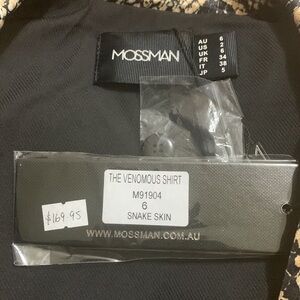 MOSSMAN
AU 6
US 2
UK 6
FR 34
IT 38
JP 5
THE VENOMOUS SHIRT
M91904
6
SNAKE SKIN
$169.95
WWW.MOSSMAN.COM.AU